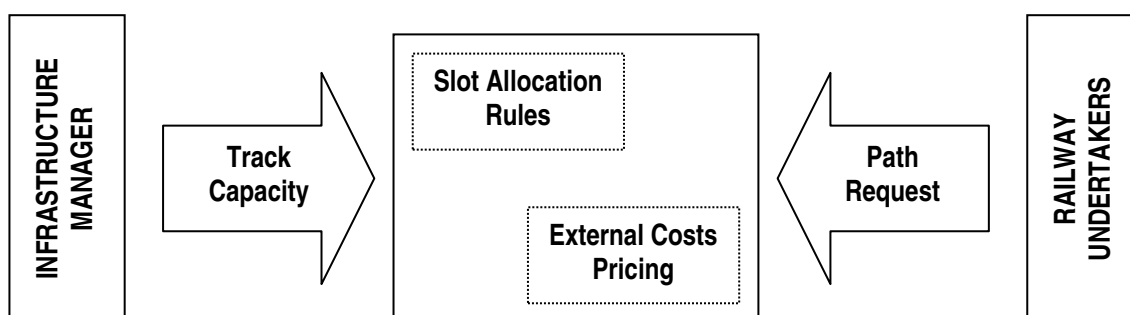 INFRASTRUCTURE
MANAGER
Track
Capacity
Slot Allocation
Rules
External Costs
Pricing
Path
Request
RAILWAY
UNDERTAKERS